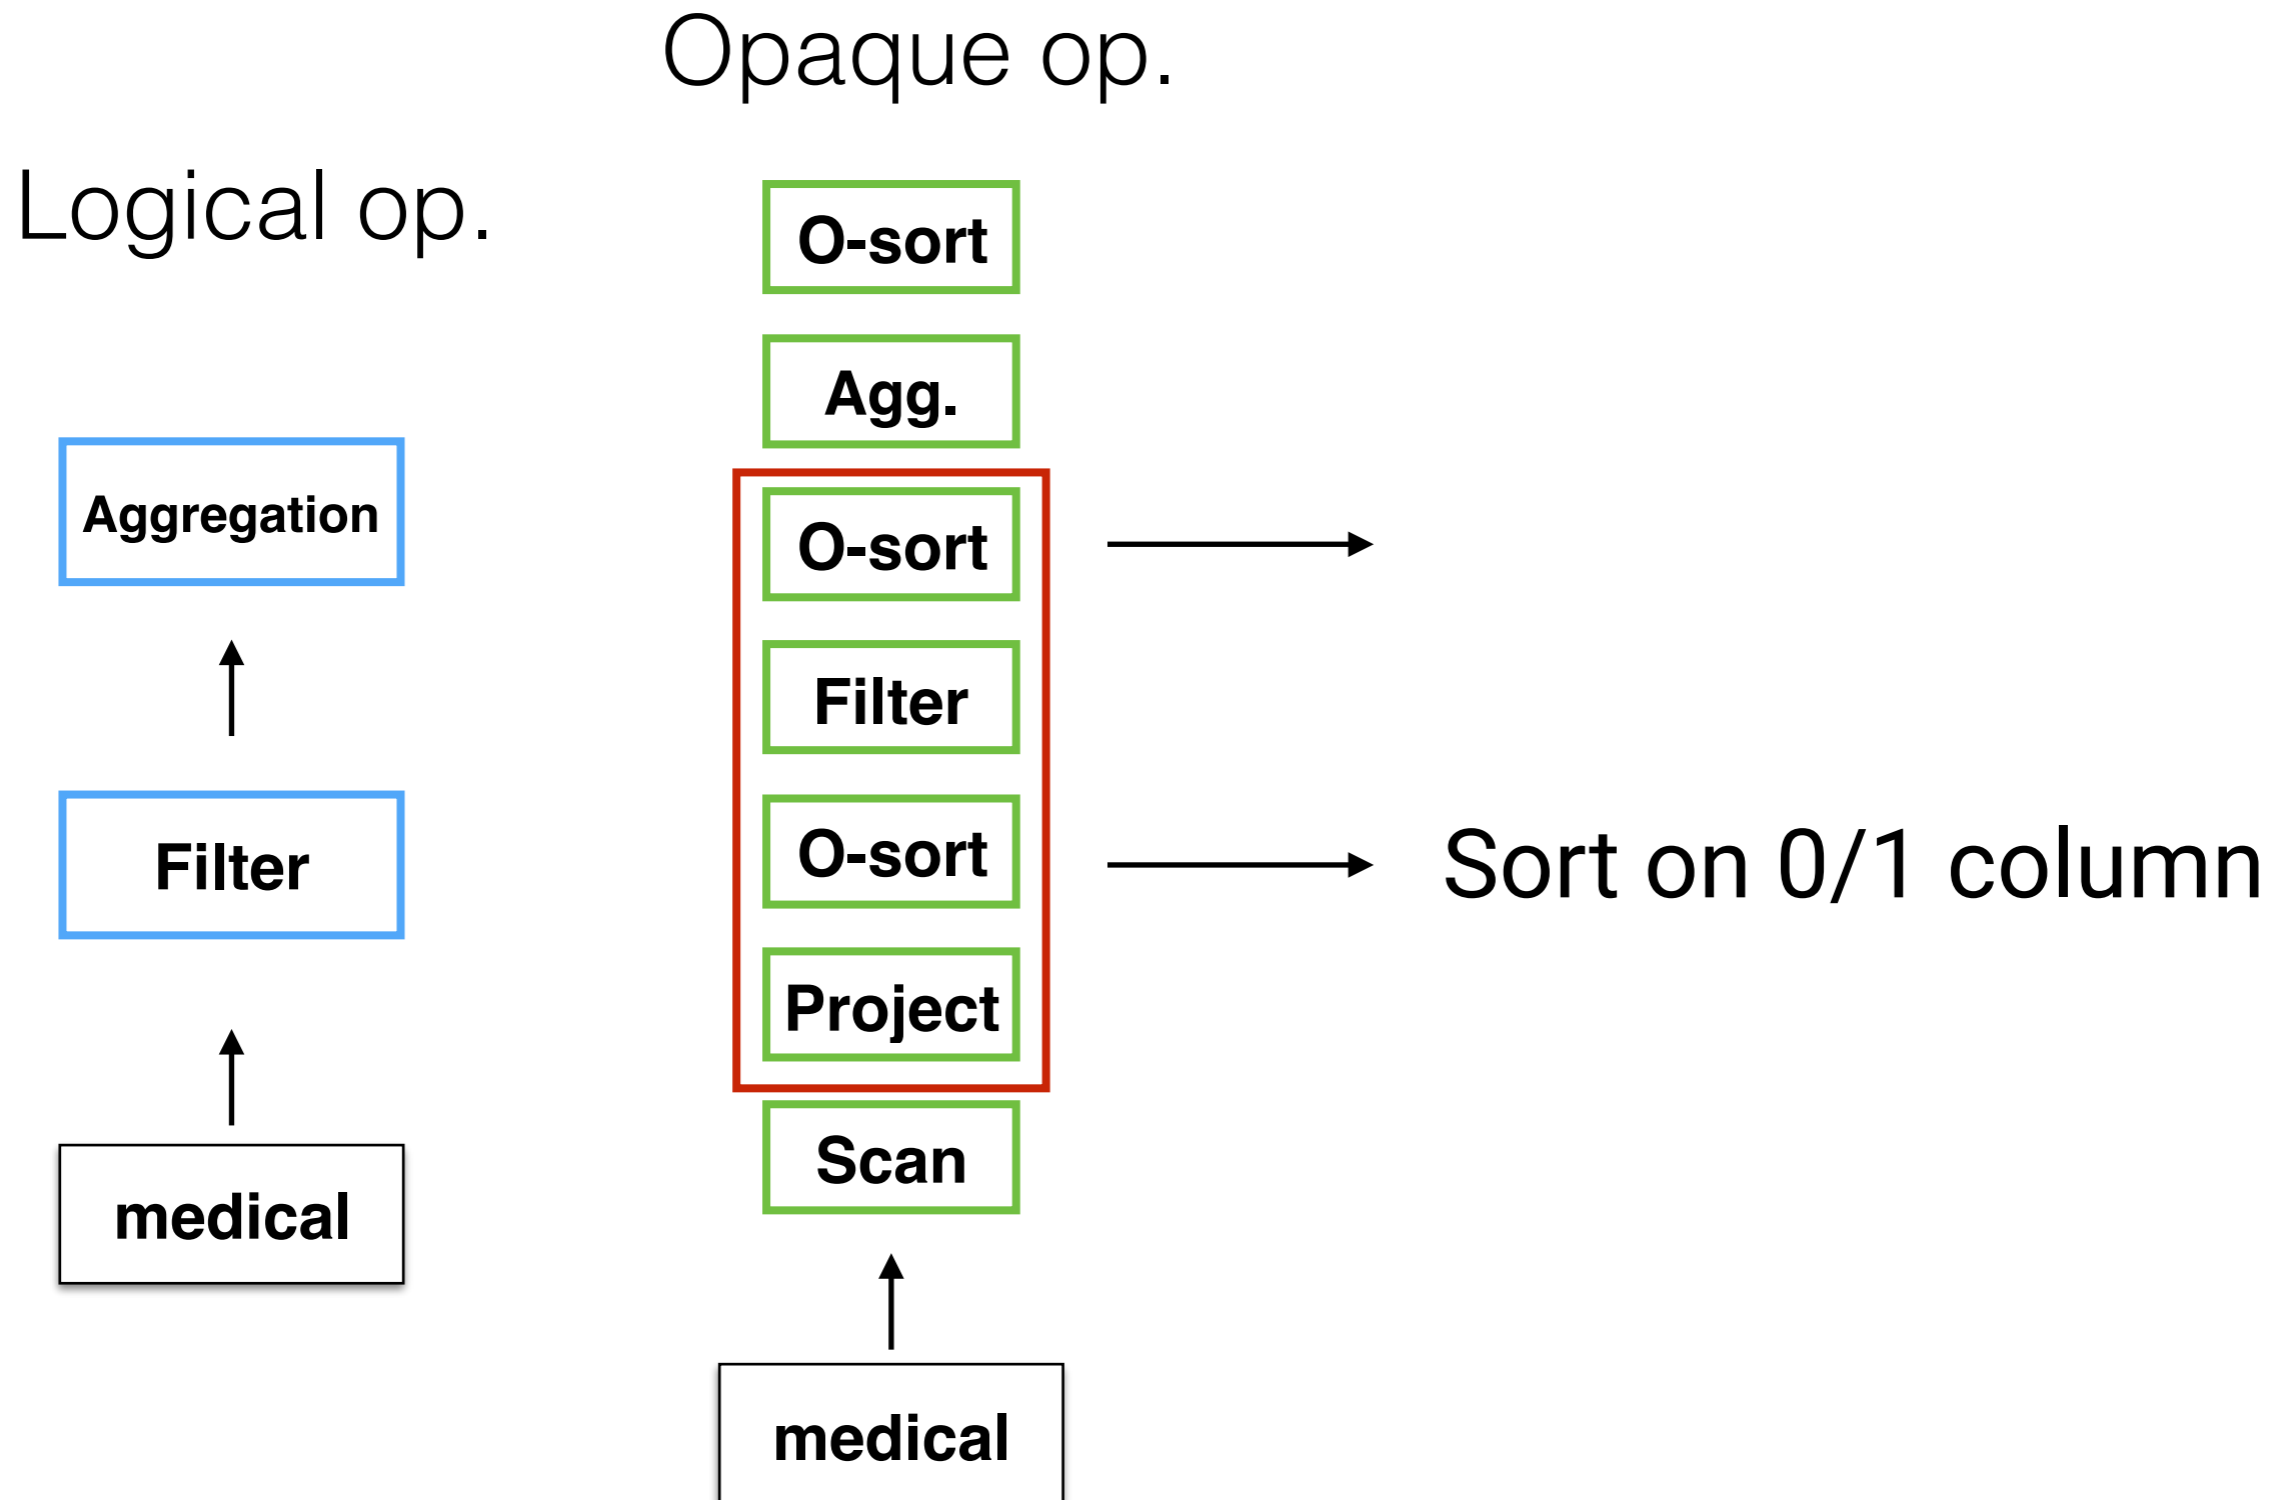 Opaque op.
Logical op.
O-sort
Agg.
Aggregation
O-sort
Filter
O-sort
Sort on 0/1 column
Filter
Project
Scan
medical
medical